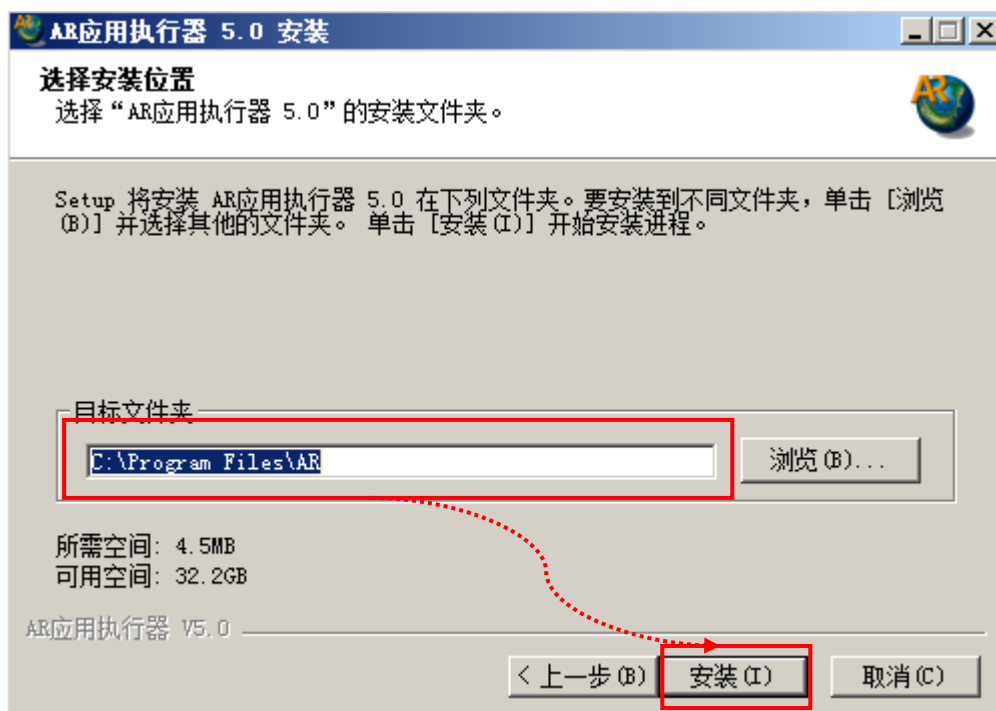 AR应用执行器 5.0 安装
选择安装位置
选择“AR应用执行器 5.0”的安装文件夹。
AR
Setup 将安装 AR应用执行器 5.0 在下列文件夹。要安装到不同文件夹，单击 [浏览
(B)] 并选择其他的文件夹。 单击 [安装(I)] 开始安装进程。
目标文件夹
C:\Program Files\AR
浏览(B)...
所需空间: 4.5MB
可用空间: 32.2GB
AR应用执行器 V5.0
< 上一步(B)
安装(I)
取消(C)